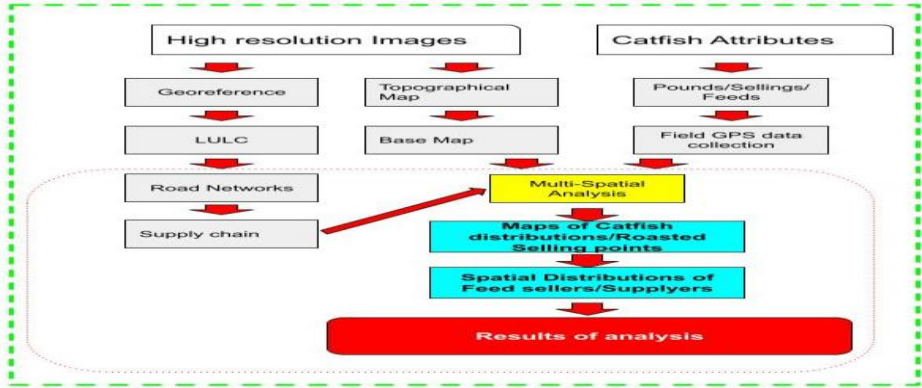 High resolution Images
Catfish Attributes
Georeference
Topographical
Map
Pounds/Sellings/
Feeds
LULC
Base Map
Field GPS data
collection
Road Networks
Multi-Spatial
Analysis
Supply chain
Maps of Catfish
distributions/Roasted
Selling points
Spatial Distributions of
Feed sellers/Supplyers
Results of analysis